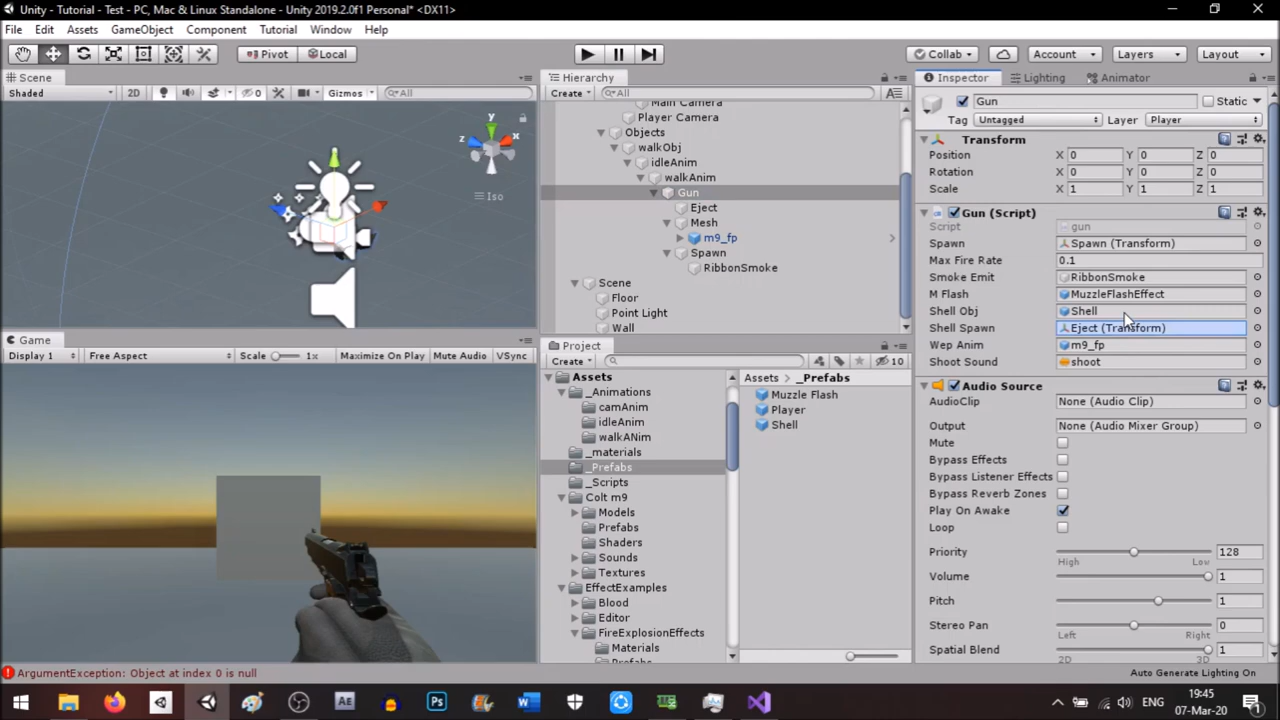 Unity - Tutorial - Test - PC, Mac & Linux Standalone - Unity 2019.2.0f1 Personal* <DX11>
File Edit Assets GameObject Component Tutorial Window Help
Pivot Local Collab Account Layers Layout
Scene
Shaded 2D Gizmos All
y
z x
Iso
Game
Display 1 Free Aspect Scale 1x Maximize On Play Mute Audio VSync
Hierarchy
Create All
Main Camera
Player Camera
Objects
walkObj
idleAnim
walkAnim
Gun
Eject
Mesh
m9_fp
Spawn
RibbonSmoke
Scene
Floor
Point Light
Wall
Project
Create 10
Assets
_Animations
camAnim
idleAnim
walkANim
_materials
_Prefabs
_Scripts
Colt m9
Models
Prefabs
Shaders
Sounds
Textures
EffectExamples
Blood
Editor
FireExplosionEffects
Materials
Prefabs
Assets _Prefabs
Muzzle Flash
Player
Shell
Inspector Lighting Animator
Gun Static
Tag Untagged Layer Player
Transform
Position X 0 Y 0 Z 0
Rotation X 0 Y 0 Z 0
Scale X 1 Y 1 Z 1
Gun (Script)
Script gun
Spawn Spawn (Transform)
Max Fire Rate 0.1
Smoke Emit RibbonSmoke
M Flash MuzzleFlashEffect
Shell Obj Shell
Shell Spawn Eject (Transform)
Wep Anim m9_fp
Shoot Sound shoot
Audio Source
AudioClip None (Audio Clip)
Output None (Audio Mixer Group)
Mute
Bypass Effects
Bypass Listener Effects
Bypass Reverb Zones
Play On Awake
Loop
Priority 128
High Low
Volume 1
Pitch 1
Stereo Pan 0
Left Right
Spatial Blend 1
2D 3D
ArgumentException: Object at index 0 is null
Auto Generate Lighting On
Ae Ps W
ENG 19:45
07-Mar-20 1